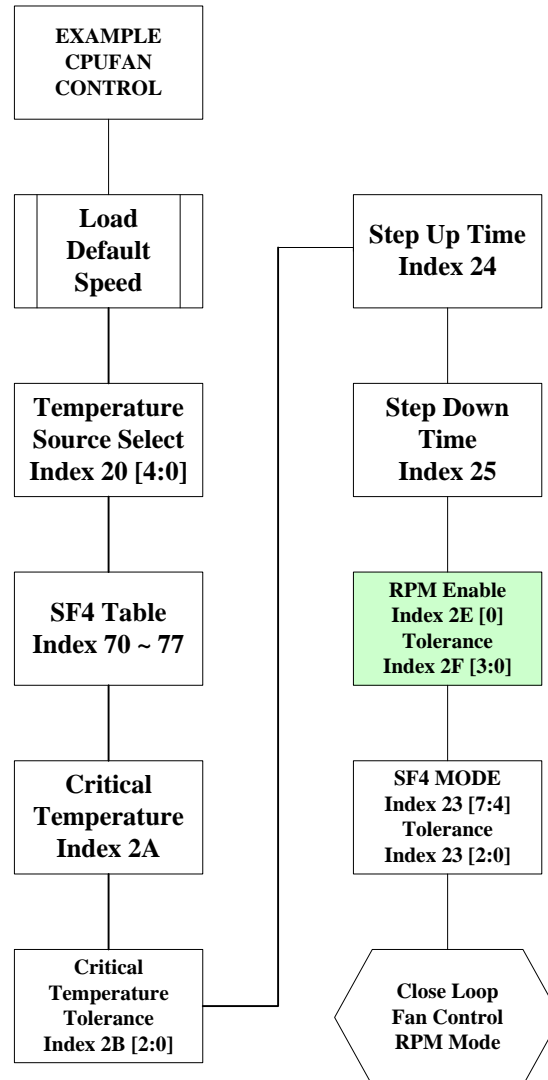 EXAMPLE
CPUFAN
CONTROL
Load
Default
Speed
Temperature
Source Select
Index 20 [4:0]
SF4 Table
Index 70 ~ 77
Critical
Temperature
Index 2A
Critical
Temperature
Tolerance
Index 2B [2:0]
Step Up Time
Index 24
Step Down
Time
Index 25
RPM Enable
Index 2E [0]
Tolerance
Index 2F [3:0]
SF4 MODE
Index 23 [7:4]
Tolerance
Index 23 [2:0]
Close Loop
Fan Control
RPM Mode